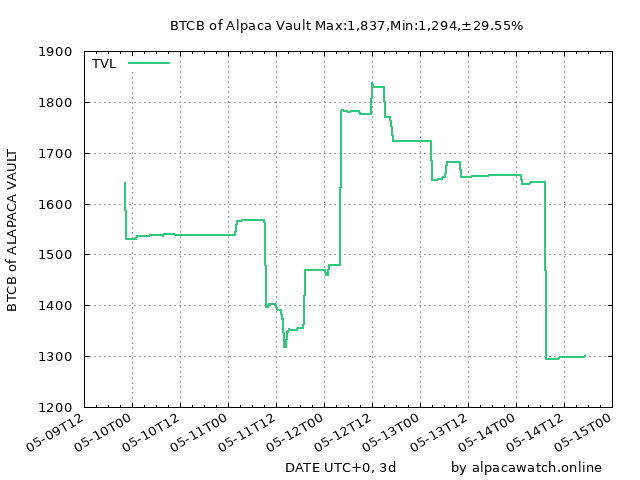 BTCB of Alpaca Vault Max:1,837,Min:1,294,±29.55%
TVL
BTCB of ALAPACA VAULT
1900
1800
1700
1600
1500
1400
1300
1200
05-09T12
05-10T00
05-10T12
05-11T00
05-11T12
05-12T00
05-12T12
05-13T00
05-13T12
05-14T00
05-14T12
05-15T00
DATE UTC+0, 3d
by alpacawatch.online